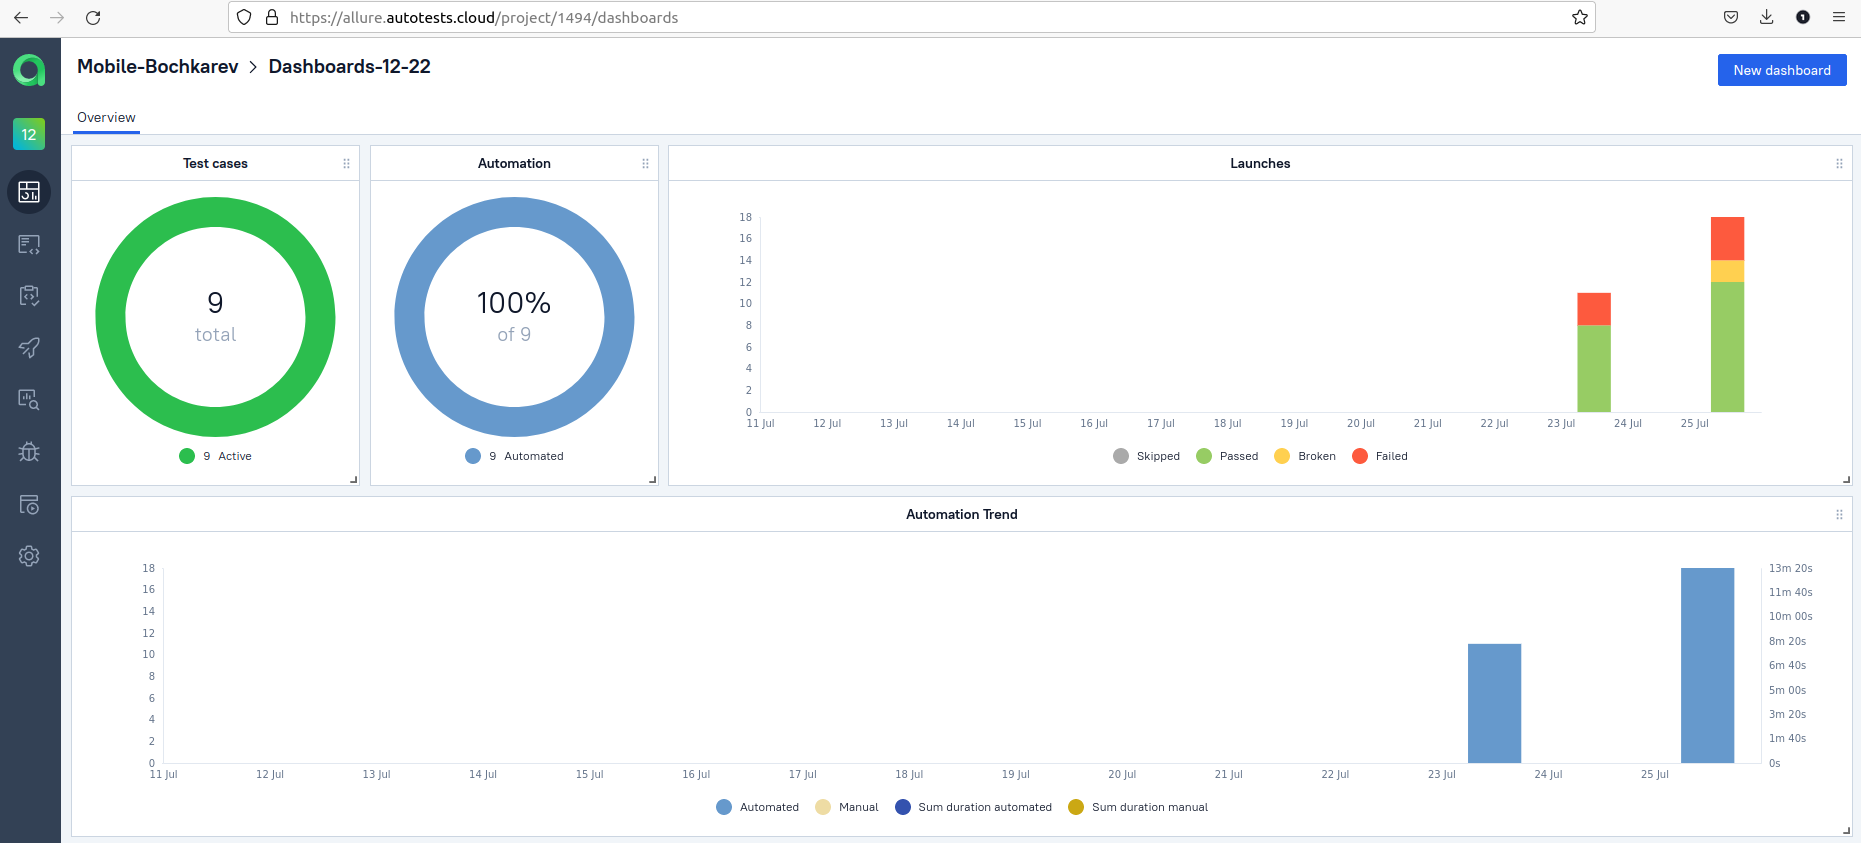 https://allure.autotests.cloud/project/1494/dashboards
1
Mobile-Bochkarev > Dashboards-12-22
New dashboard
Overview
12
Test cases
9
total
9 Active
Automation
100%
of 9
9 Automated
Launches
18
16
14
12
10
8
6
4
2
0
11 Jul 12 Jul 13 Jul 14 Jul 15 Jul 16 Jul 17 Jul 18 Jul 19 Jul 20 Jul 21 Jul 22 Jul 23 Jul 24 Jul 25 Jul
Skipped Passed Broken Failed
Automation Trend
18 13m 20s
16 11m 40s
14 10m 00s
12 8m 20s
10 6m 40s
8 5m 00s
6 3m 20s
4 1m 40s
2
0 0s
11 Jul 12 Jul 13 Jul 14 Jul 15 Jul 16 Jul 17 Jul 18 Jul 19 Jul 20 Jul 21 Jul 22 Jul 23 Jul 24 Jul 25 Jul
Automated Manual Sum duration automated Sum duration manual